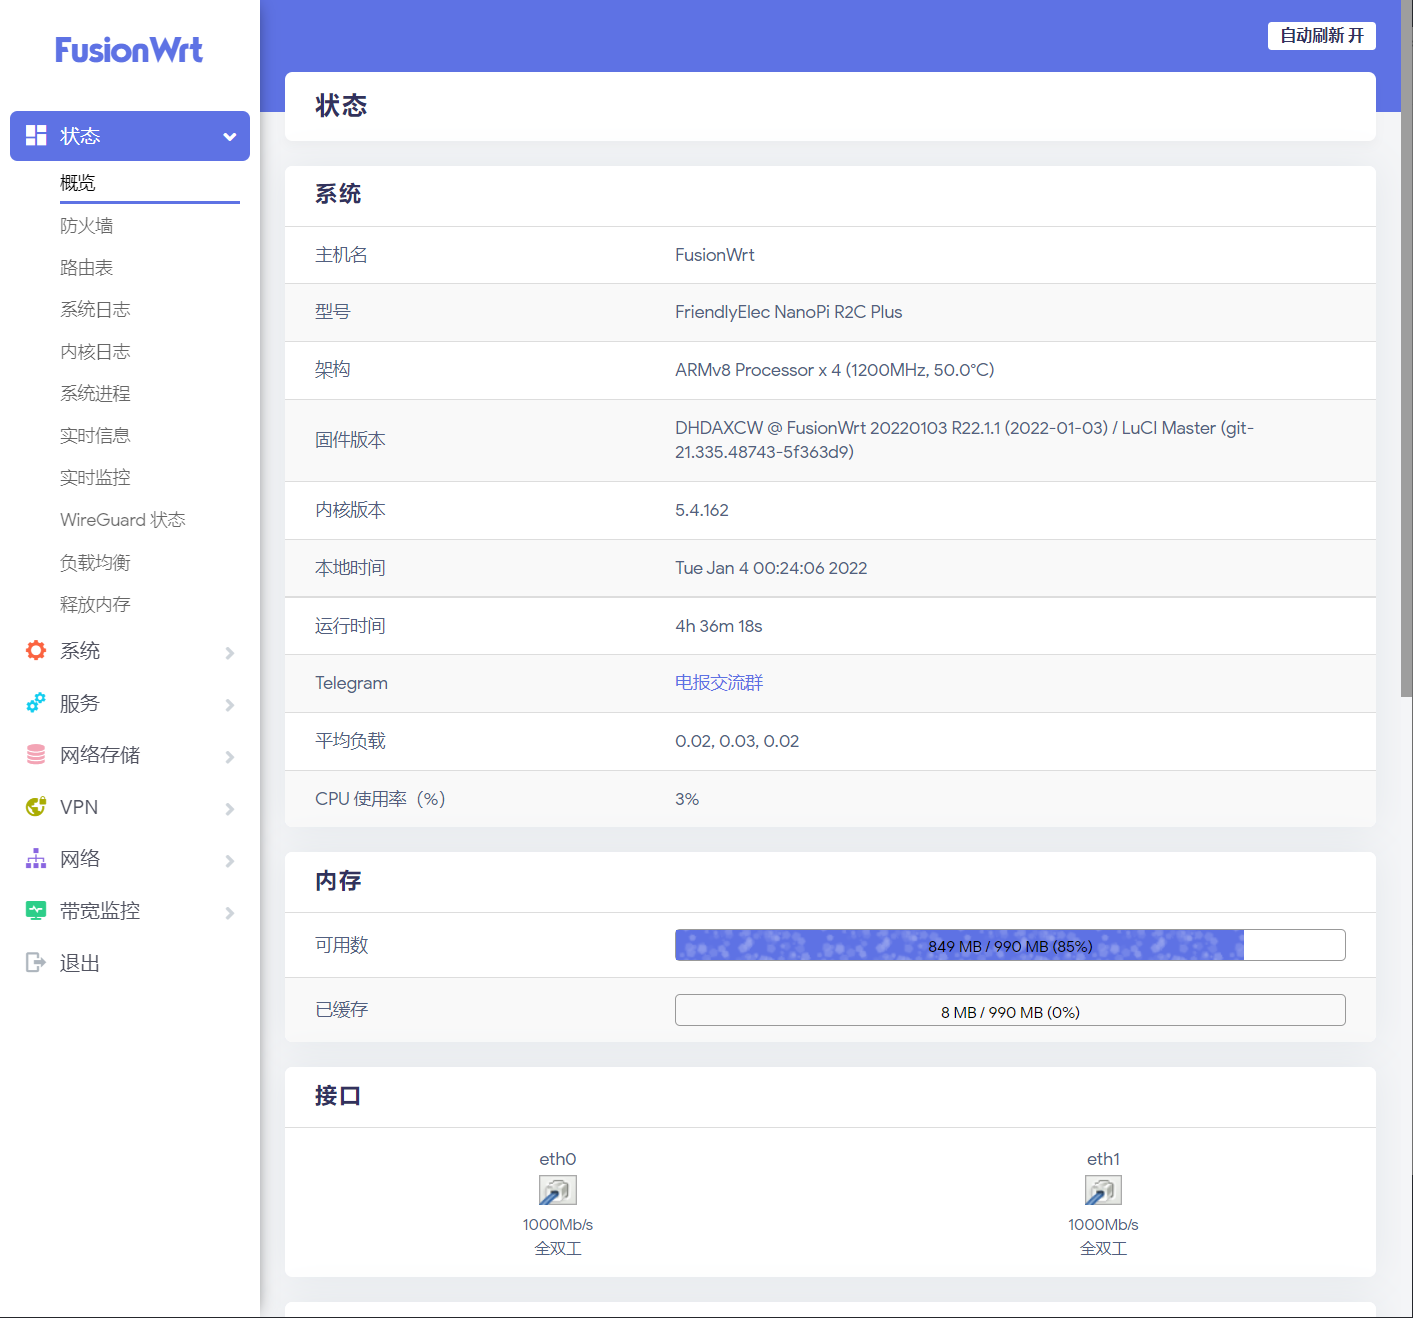 FusionWrt
状态
概览
防火墙
路由表
系统日志
内核日志
系统进程
实时信息
实时监控
WireGuard 状态
负载均衡
释放内存
系统
服务
网络存储
VPN
网络
带宽监控
退出
自动刷新 开
状态
系统
主机名 FusionWrt
型号 FriendlyElec NanoPi R2C Plus
架构 ARMv8 Processor x 4 (1200MHz, 50.0°C)
固件版本 DHDAXCW @ FusionWrt 20220103 R22.1.1 (2022-01-03) / LuCI Master (git-
21.335.48743-5f363d9)
内核版本 5.4.162
本地时间 Tue Jan 4 00:24:06 2022
运行时间 4h 36m 18s
Telegram 电报交流群
平均负载 0.02, 0.03, 0.02
CPU 使用率（%） 3%
内存
可用数 849 MB / 990 MB (85%)
已缓存 8 MB / 990 MB (0%)
接口
eth0
1000Mb/s
全双工
eth1
1000Mb/s
全双工